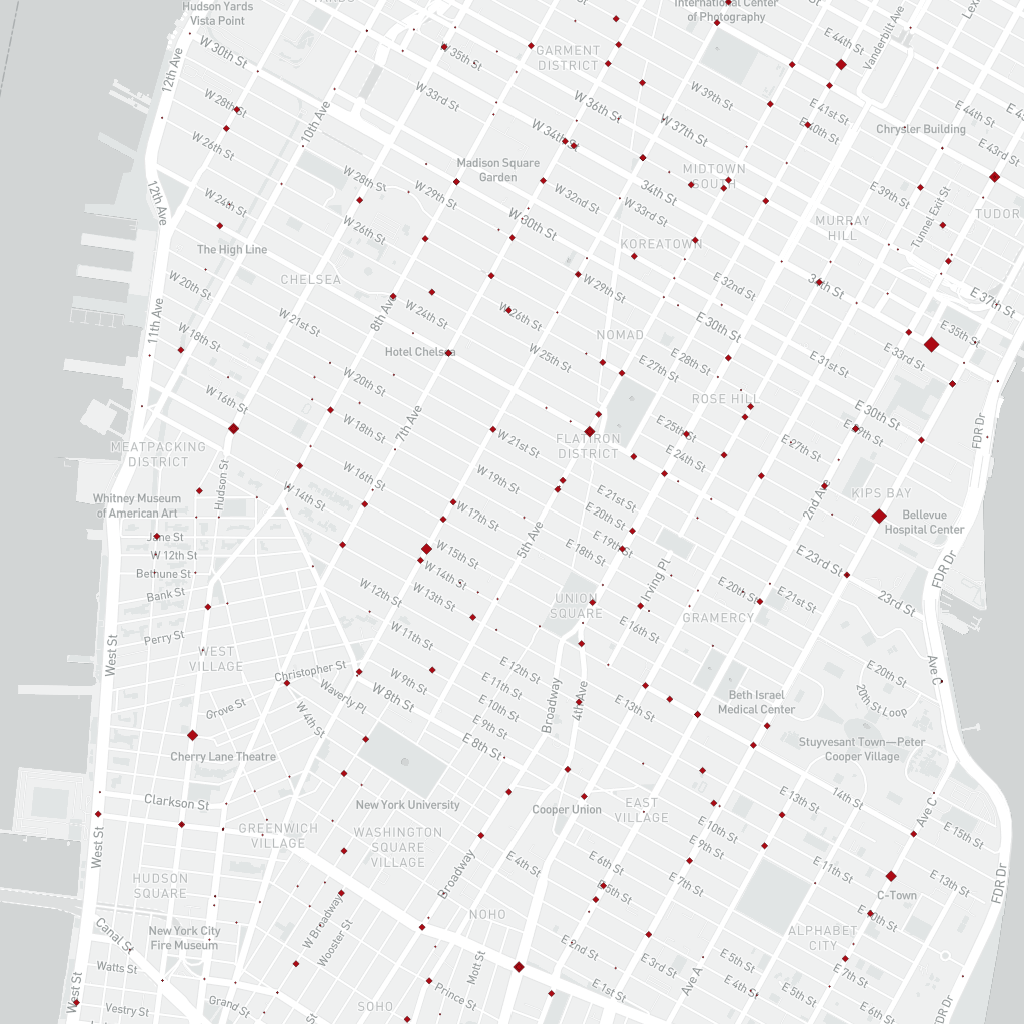 Hudson Yards
Vista Point
International Center
of Photography
GARMENT
DISTRICT
E 44th St
Vanderbilt Ave
W 30th St
W 35th St
12th Ave
W 28th St
W 33rd St
W 39th St
W 36th St
E 41st St
E 44th St
10th Ave
W 26th St
W 34th St
W 37th St
E 40th St
Chrysler Building
E 43rd St
Madison Square
Garden
MIDTOWN
SOUTH
12th Ave
W 24th St
W 28th St
W 29th St
W 32nd St
34th St
W 33rd St
E 39th St
Tunnel Exit St
TUDOR
W 26th St
W 30th St
MURRAY
HILL
The High Line
KOREATOWN
CHELSEA
W 20th St
W 29th St
E 32nd St
34th St
E 37th St
11th Ave
8th Ave
W 24th St
W 26th St
W 21st St
NOMAD
E 30th St
E 35th St
W 18th St
Hotel Chelsea
W 25th St
E 27th St
E 28th St
E 31st St
E 33rd St
W 20th St
ROSE HILL
W 16th St
7th Ave
W 18th St
E 30th St
E 29th St
E 25th St
FLATIRON
DISTRICT
W 21st St
E 24th St
E 27th St
FDR Dr
MEATPACKING
DISTRICT
Hudson St
W 16th St
W 19th St
2nd Ave
KIPS BAY
W 14th St
E 21st St
Whitney Museum
of American Art
W 17th St
E 20th St
Bellevue
Hospital Center
Jane St
W 12th St
5th Ave
E 19th St
E 18th St
W 15th St
W 14th St
E 23rd St
FDR Dr
Bethune St
Bank St
W 12th St
W 13th St
Irving Pl
E 20th St
E 21st St
23rd St
UNION
SQUARE
GRAMERCY
Perry St
W 11th St
E 16th St
WEST
VILLAGE
West St
Christopher St
E 12th St
E 20th St
Ave C
W 9th St
E 11th St
Waverly Pl
W 8th St
E 10th St
Broadway
4th Ave
E 13th St
Beth Israel
Medical Center
20th St Loop
Grove St
W 4th St
E 9th St
E 8th St
Cherry Lane Theatre
Stuyvesant Town—Peter
Cooper Village
Clarkson St
New York University
Cooper Union
EAST
VILLAGE
E 13th St
14th St
Ave C
E 15th St
GREENWICH
VILLAGE
WASHINGTON
SQUARE
VILLAGE
E 10th St
E 9th St
West St
E 4th St
E 6th St
E 7th St
E 11th St
E 13th St
FDR Dr
HUDSON
SQUARE
Broadway
E 5th St
C-Town
NOHO
E 10th St
Canal St
New York City
Fire Museum
W Broadway
Wooster St
E 2nd St
ALPHABET
CITY
Watts St
Mott St
E 3rd St
E 5th St
E 7th St
West St
Grand St
Vestry St
SOHO
Prince St
E 1st St
Ave A
E 4th St
E 5th St
E 6th St
FDR Dr